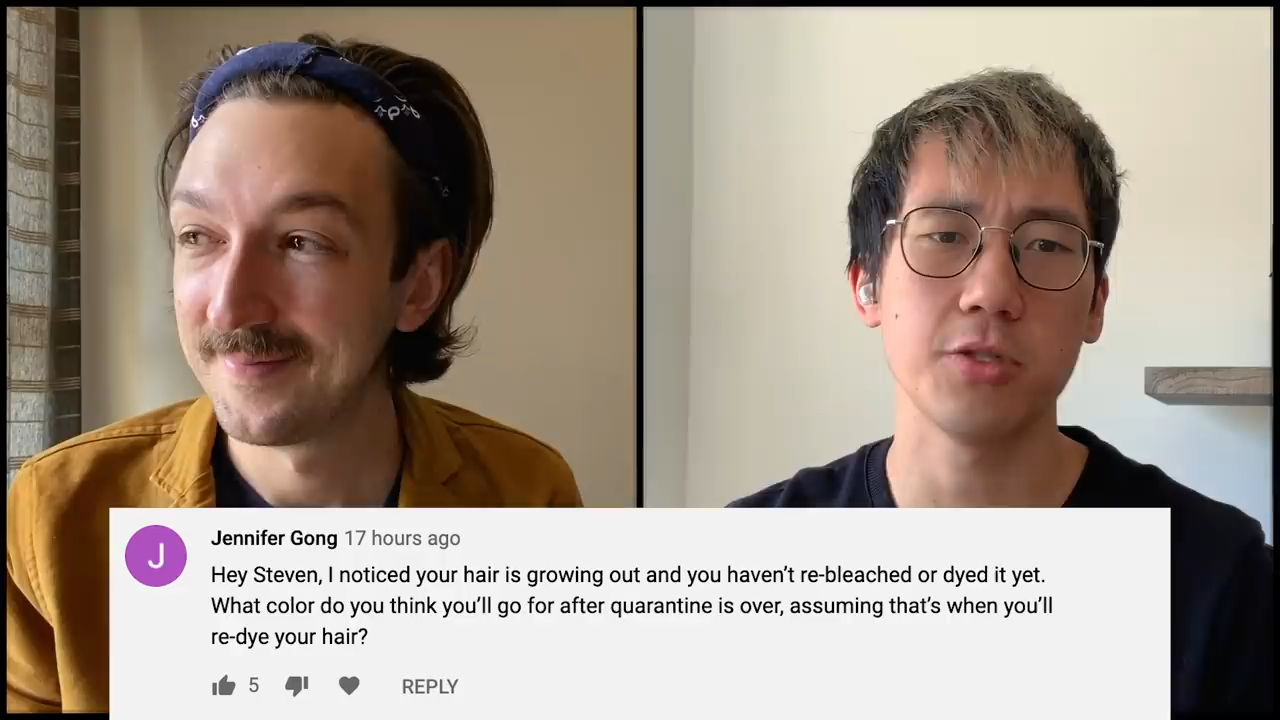 J
Jennifer Gong 17 hours ago
Hey Steven, I noticed your hair is growing out and you haven’t re-bleached or dyed it yet.
What color do you think you’ll go for after quarantine is over, assuming that’s when you’ll
re-dye your hair?
5 REPLY